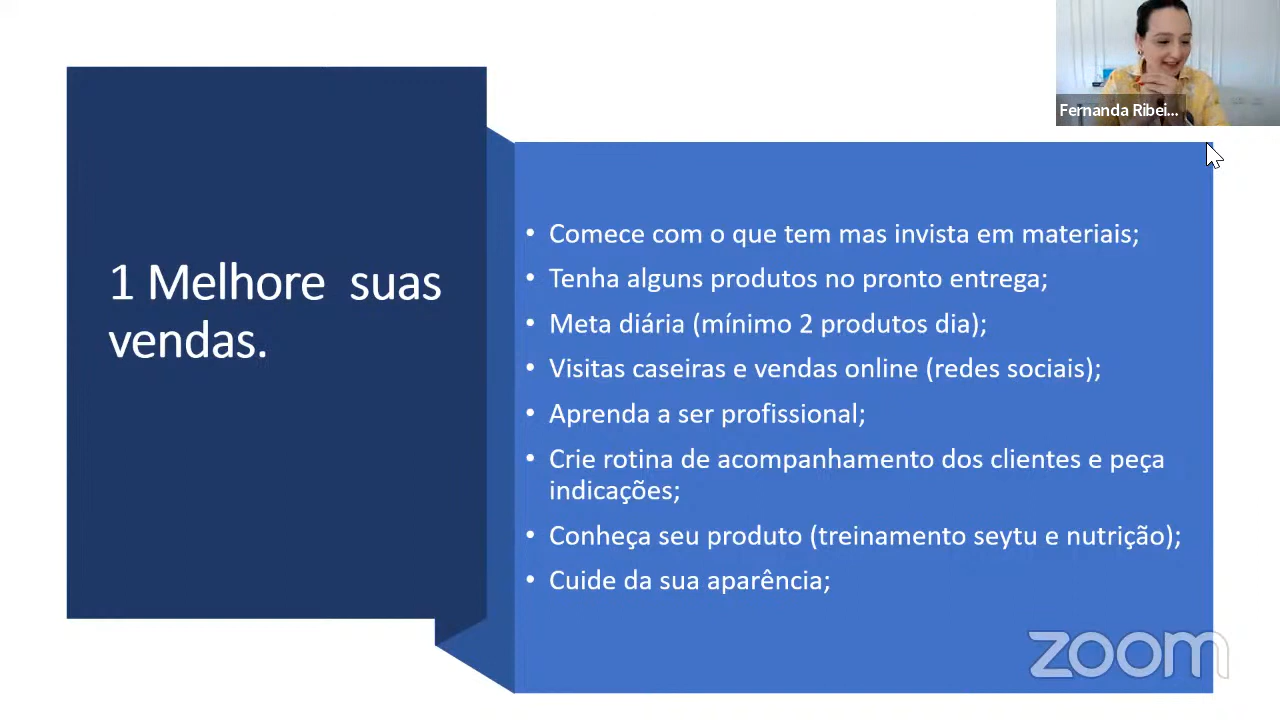 Fernanda Ribei...
1 Melhore suas
vendas.
• Comece com o que tem mas invista em materiais;
• Tenha alguns produtos no pronto entrega;
• Meta diária (mínimo 2 produtos dia);
• Visitas caseiras e vendas online (redes sociais);
• Aprenda a ser profissional;
• Crie rotina de acompanhamento dos clientes e peça
indicações;
• Conheça seu produto (treinamento seytu e nutrição);
• Cuide da sua aparência;
zoom